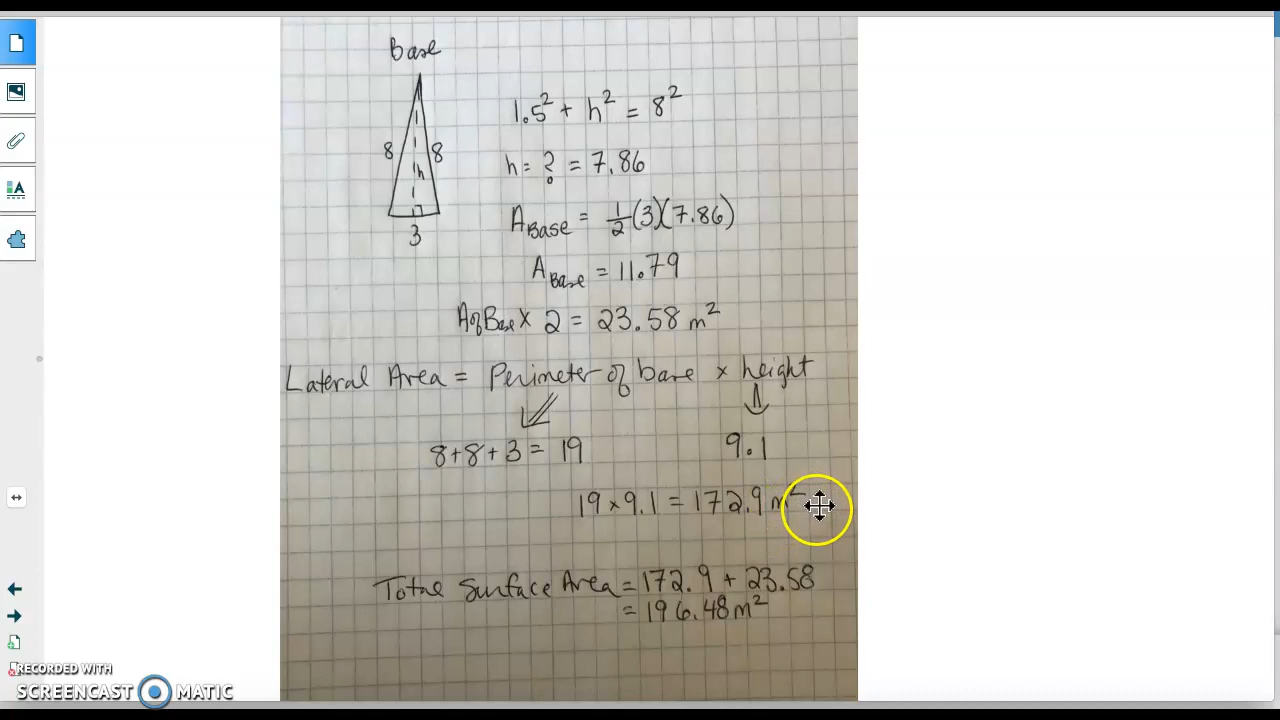 Base
1.5² + h² = 8²
8 8
h
h = ? = 7.86
3
A_Base = 1/2 (3)(7.86)
A_Base = 11.79
A of Base × 2 = 23.58 m²
Lateral Area = Perimeter of base × height
8+8+3 = 19
9.1
19 × 9.1 = 172.9 m²
Total Surface Area = 172.9 + 23.58
= 196.48 m²
RECORDED WITH
SCREENCAST MATIC